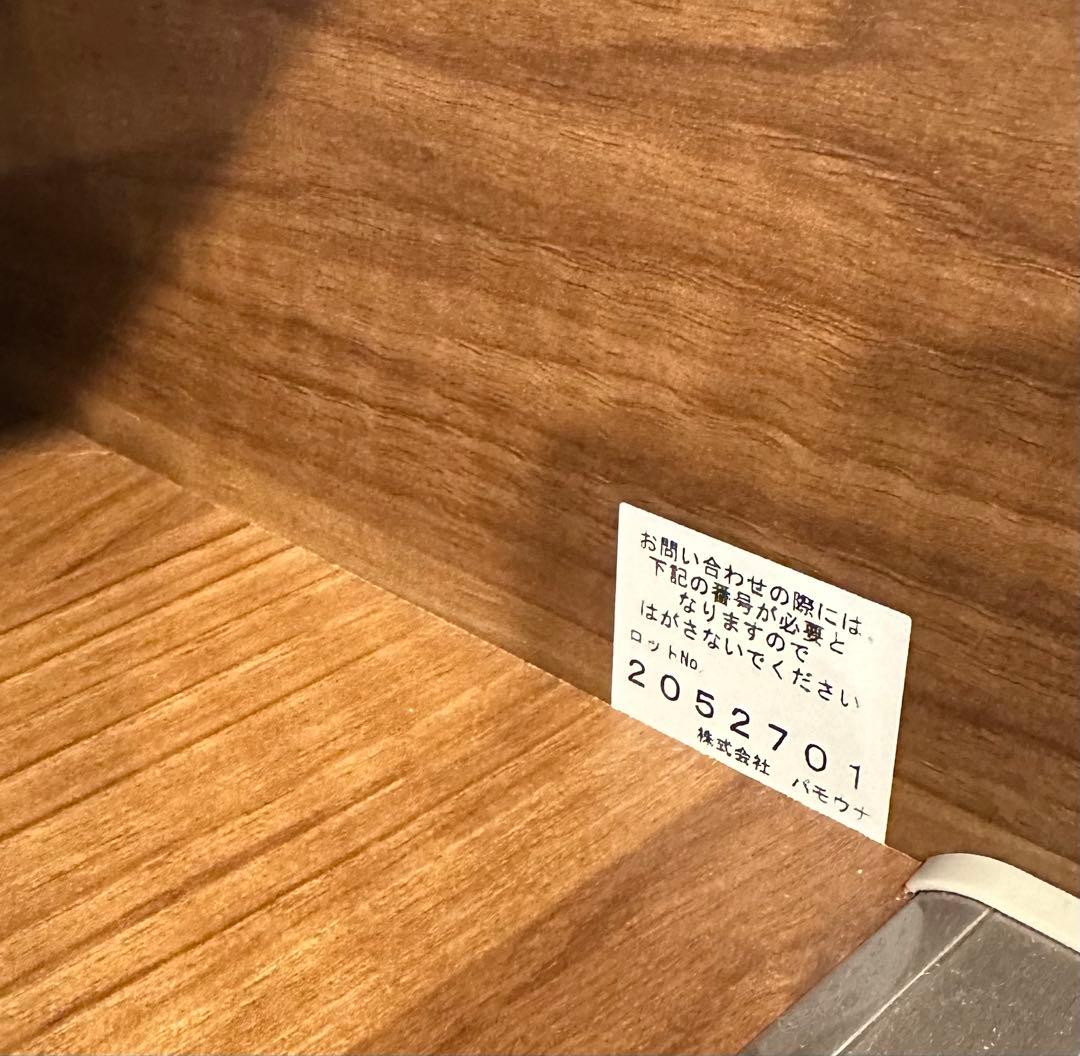 お問い合わせの際には
下記の番号が必要と
なりますので
はがさないでください
ロットNo.
2052701
株式会社 パモウナ